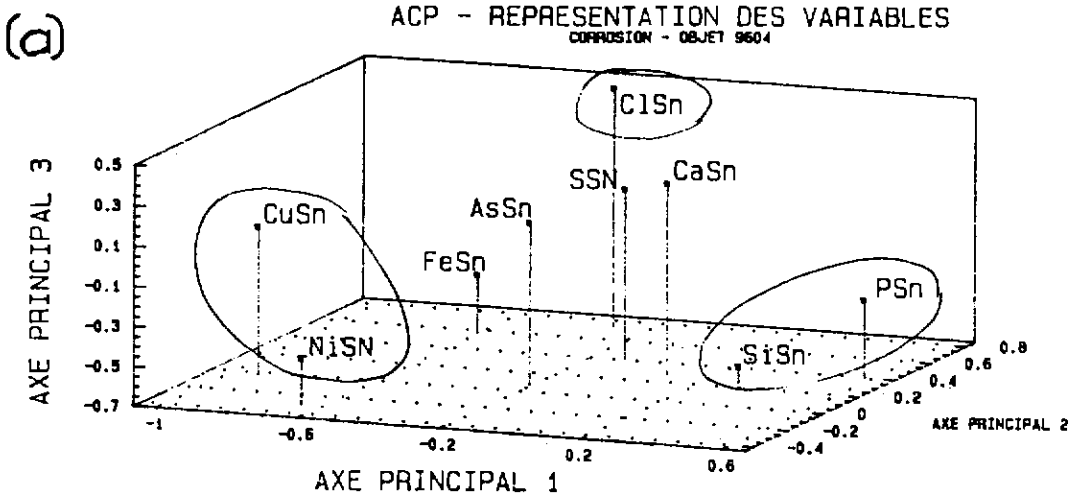 (a)
ACP - REPRESENTATION DES VARIABLES
CORROSION - OBJET 9604
ClSn
SSN
CaSn
AsSn
CuSn
FeSn
PSn
NiSN
SiSn
AXE PRINCIPAL 3
0.5
0.3
0.1
-0.1
-0.3
-0.5
-0.7
-1
-0.6
-0.2
0.2
0.6
AXE PRINCIPAL 1
-0.4
-0.2
0
0.2
0.4
0.6
0.8
AXE PRINCIPAL 2